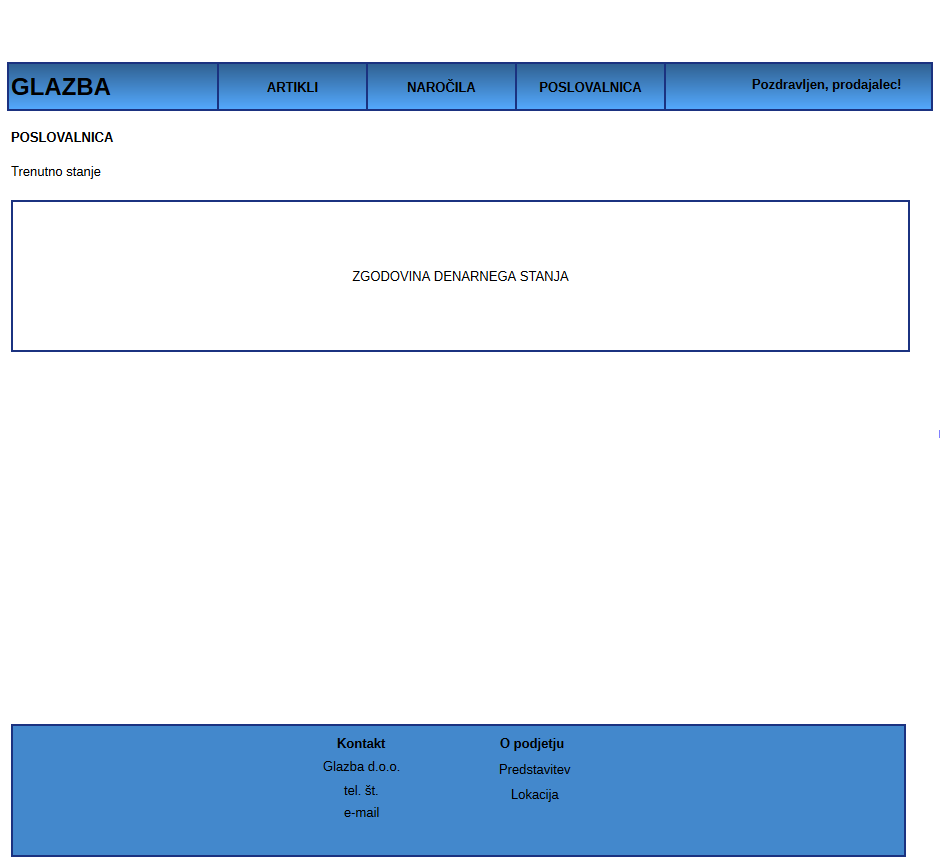 GLAZBA
ARTIKLI
NAROČILA
POSLOVALNICA
Pozdravljen, prodajalec!
POSLOVALNICA
Trenutno stanje
ZGODOVINA DENARNEGA STANJA
Kontakt
Glazba d.o.o.
tel. št.
e-mail
O podjetju
Predstavitev
Lokacija